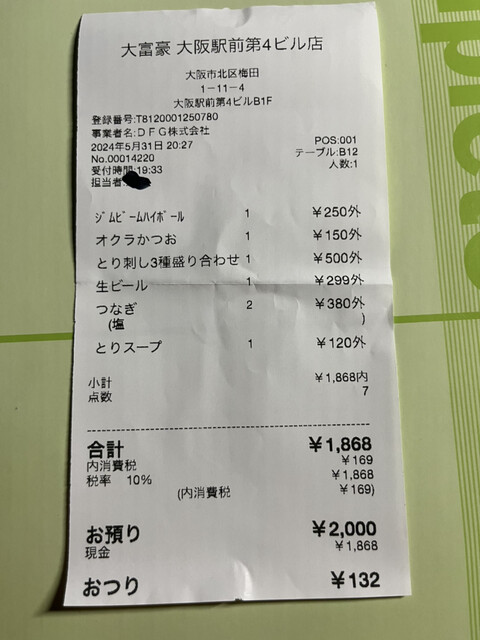 大富豪 大阪駅前第4ビル店
大阪市北区梅田
1-11-4
大阪駅前第4ビルB1F
登録番号:T8120001250780
事業者名:DFG株式会社
2024年5月31日 20:27 POS:001
No.00014220 テーブル:B12
受付時間:19:33 人数:1
担当者:
ジムビームハイボール 1 ¥250外
オクラかつお 1 ¥150外
とり刺し3種盛り合わせ 1 ¥500外
生ビール 1 ¥299外
つなぎ 2 ¥380外
(塩 )
とりスープ 1 ¥120外
小計 ¥1,868内
点数 7
合計 ¥1,868
内消費税 ¥169
税率 10% ¥1,868
(内消費税 ¥169)
お預り ¥2,000
現金 ¥1,868
おつり ¥132